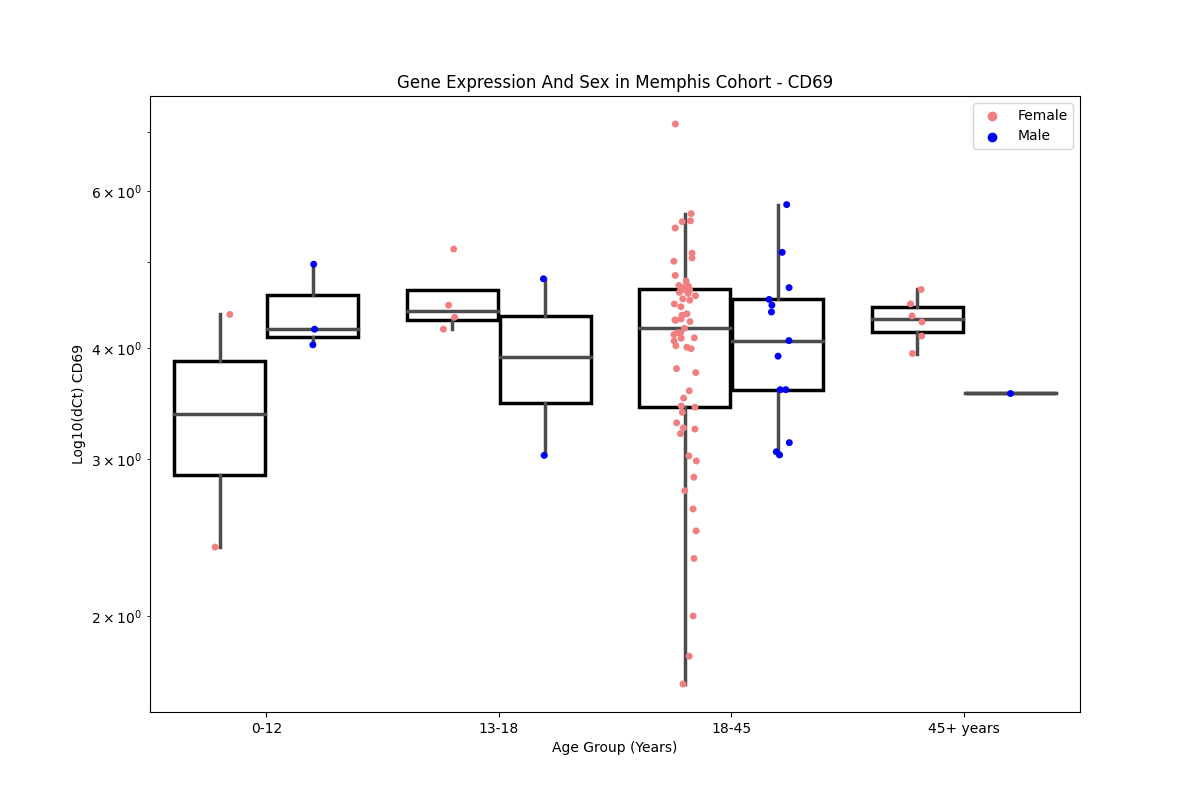 Gene Expression And Sex in Memphis Cohort - CD69
Female
Male
6 × 10⁰
4 × 10⁰
3 × 10⁰
2 × 10⁰
Log10(dCt) CD69
0-12
13-18
18-45
45+ years
Age Group (Years)